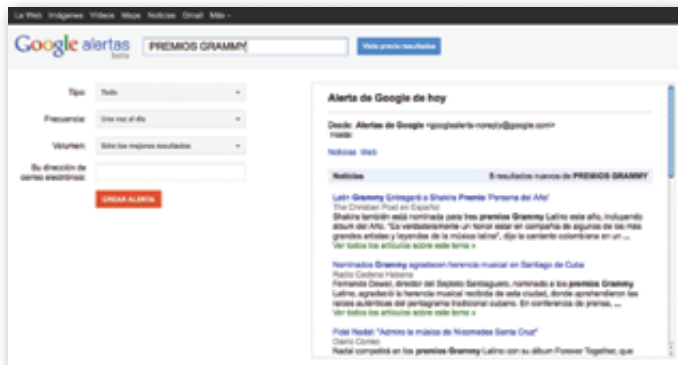 La Web Imágenes Vídeos Maps Noticias Gmail Más
Google alertas
beta
PREMIOS GRAMMY
Vista previa resultados
Tipo: Todo
Frecuencia: Una vez al día
Volumen: Sólo los mejores resultados
Su dirección de
correo electrónico:
CREAR ALERTA
Alerta de Google de hoy
Desde: Alertas de Google <googlealerts-noreply@google.com>
Hasta:
Noticias Web
Noticias 8 resultados nuevos de PREMIOS GRAMMY
Latin Grammy Entregará a Shakira Premio 'Persona del Año'
The Christian Post en Español
Shakira también está nominada para tres premios Grammy Latino este año, incluyendo
álbum del Año. "Es verdaderamente un honor estar en compañía de algunos de los más
grandes artistas y leyendas de la música latina", dijo la cantante colombiana en un ...
Ver todos los artículos sobre este tema »
Nominados Grammy agradecen herencia musical en Santiago de Cuba
Radio Cadena Habana
Fernando Dewar, director del Septeto Santiaguero, nominado a los premios Grammy
Latino, agradeció la herencia musical recibida de esta ciudad, donde aprehendieron las
raíces auténticas del pentagrama tradicional cubano. En conferencia de prensa, ...
Ver todos los artículos sobre este tema »
Fidel Nadal: "Admiro la música de Nicomedes Santa Cruz"
Diario Correo
Nadal competirá en los premios Grammy Latino con su álbum Forever Together, que